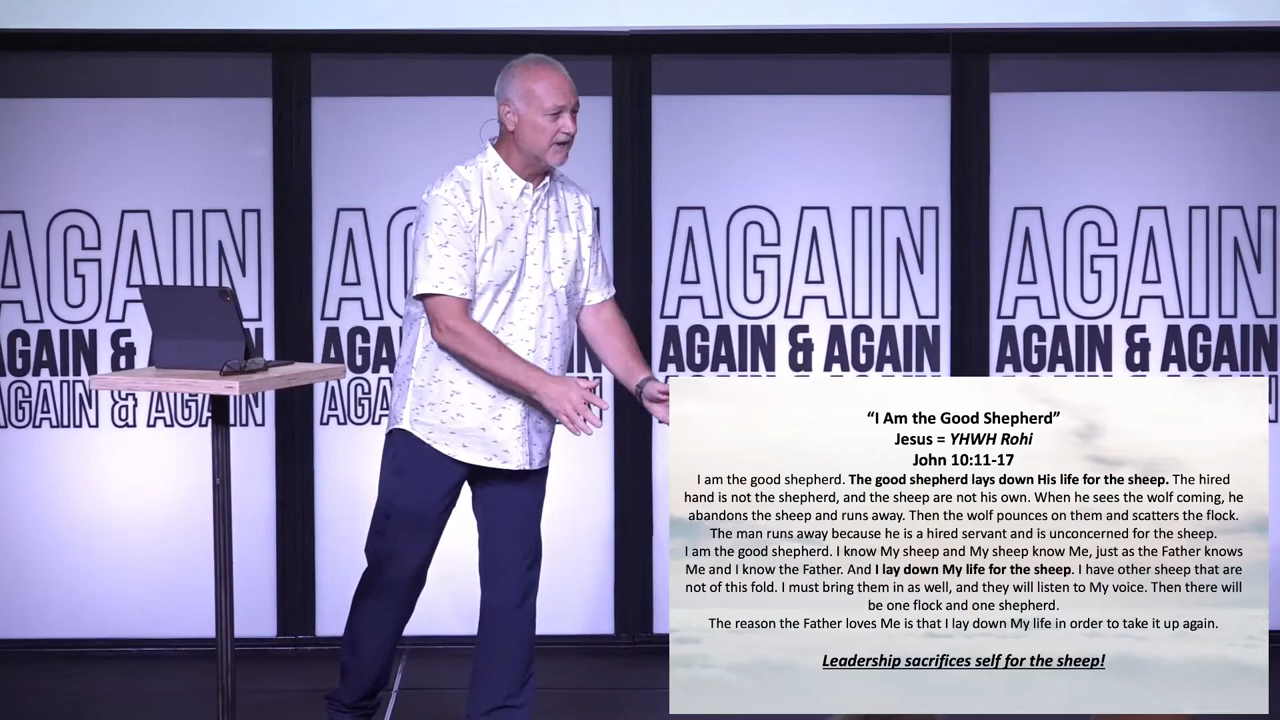 AGAIN
AGAIN &
AGAIN & AGAIN
AGAIN
AGAIN
AGAIN & AGAIN
AGAIN
AGAIN & AGAIN
“I Am the Good Shepherd”
Jesus = YHWH Rohi
John 10:11-17
I am the good shepherd. The good shepherd lays down His life for the sheep. The hired
hand is not the shepherd, and the sheep are not his own. When he sees the wolf coming, he
abandons the sheep and runs away. Then the wolf pounces on them and scatters the flock.
The man runs away because he is a hired servant and is unconcerned for the sheep.
I am the good shepherd. I know My sheep and My sheep know Me, just as the Father knows
Me and I know the Father. And I lay down My life for the sheep. I have other sheep that are
not of this fold. I must bring them in as well, and they will listen to My voice. Then there will
be one flock and one shepherd.
The reason the Father loves Me is that I lay down My life in order to take it up again.
Leadership sacrifices self for the sheep!